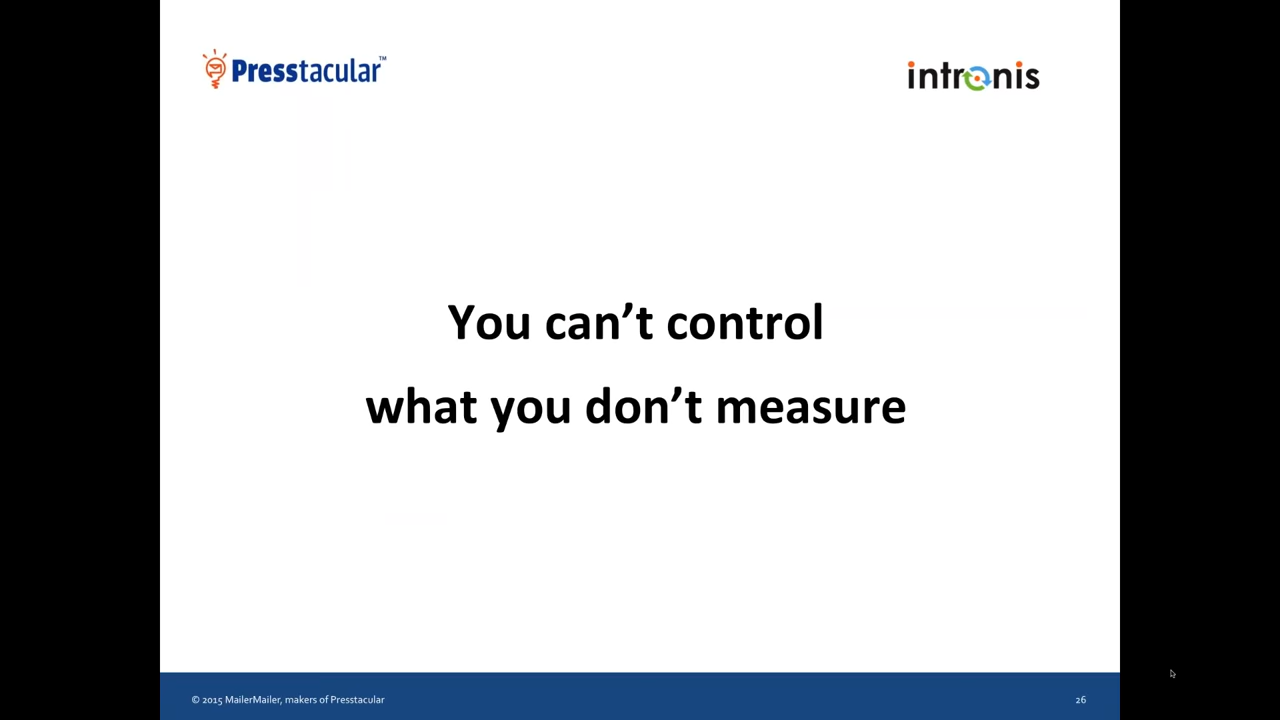 Presstacular™
intronis
You can’t control
what you don’t measure
© 2015 MailerMailer, makers of Presstacular
26